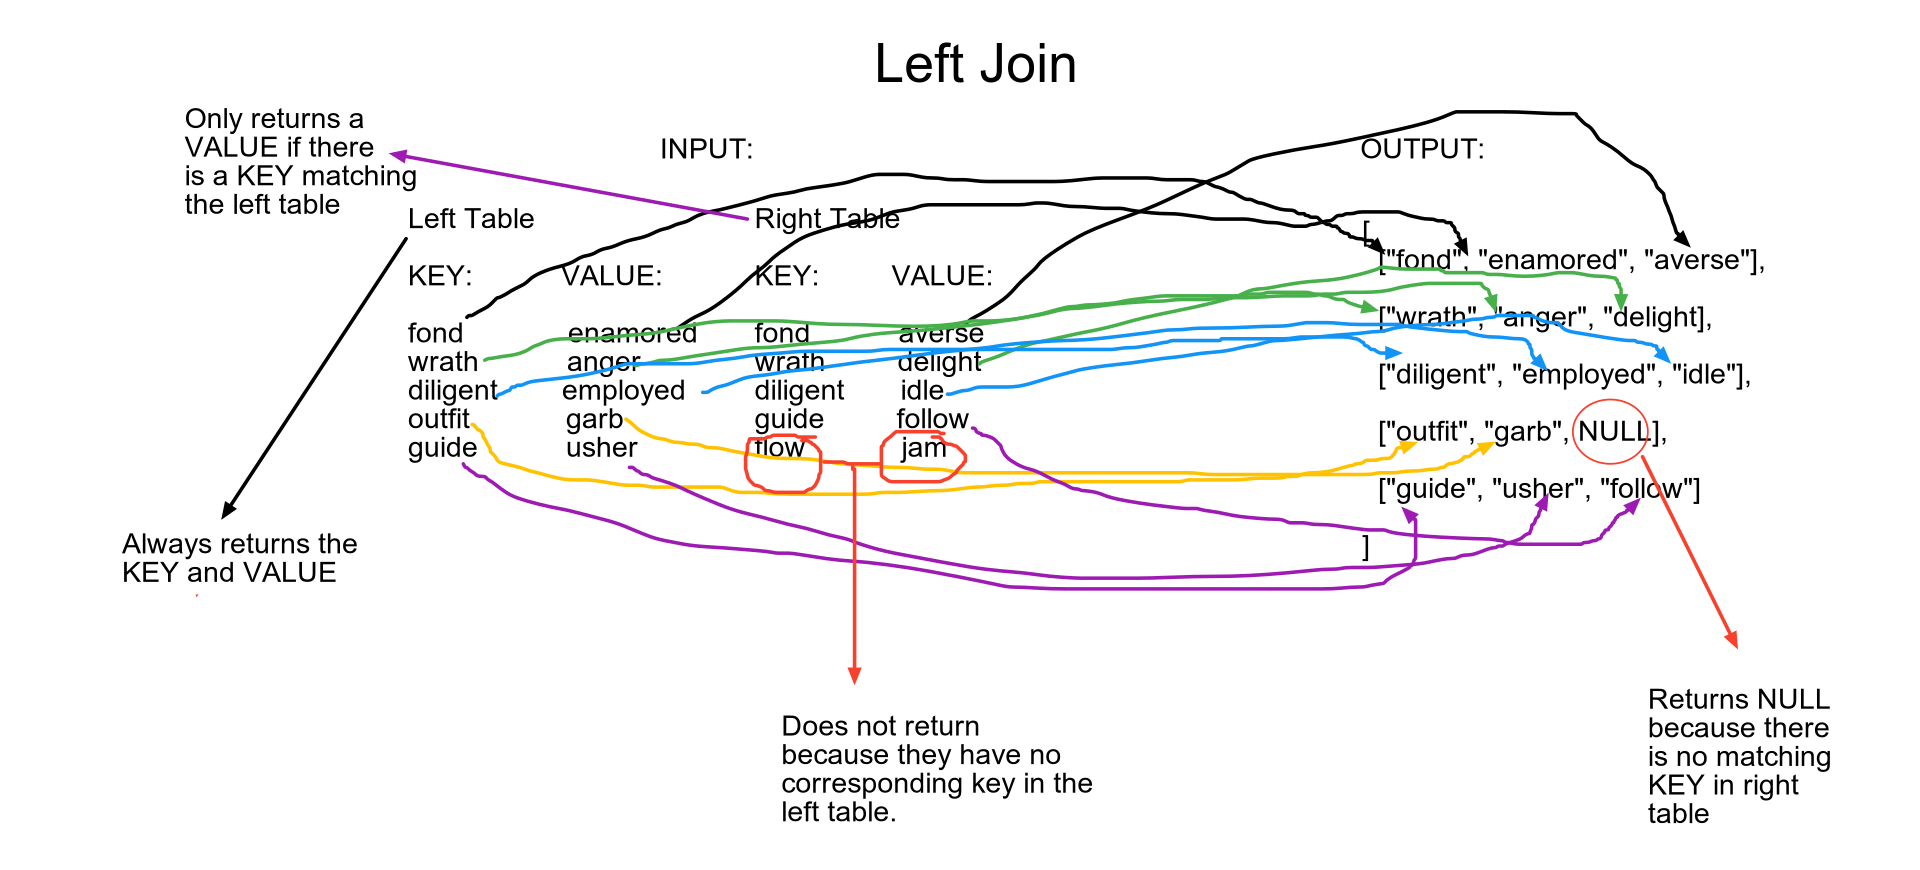 Left Join
Only returns a
VALUE if there
is a KEY matching
the left table
INPUT:
OUTPUT:
Left Table
Right Table
KEY:
VALUE:
KEY:
VALUE:
fond enamored fond averse
wrath anger wrath delight
diligent employed diligent idle
outfit garb guide follow
guide usher flow jam
[
["fond", "enamored", "averse"],
["wrath", "anger", "delight],
["diligent", "employed", "idle"],
["outfit", "garb", NULL],
["guide", "usher", "follow"]
]
Always returns the
KEY and VALUE
Does not return
because they have no
corresponding key in the
left table.
Returns NULL
because there
is no matching
KEY in right
table